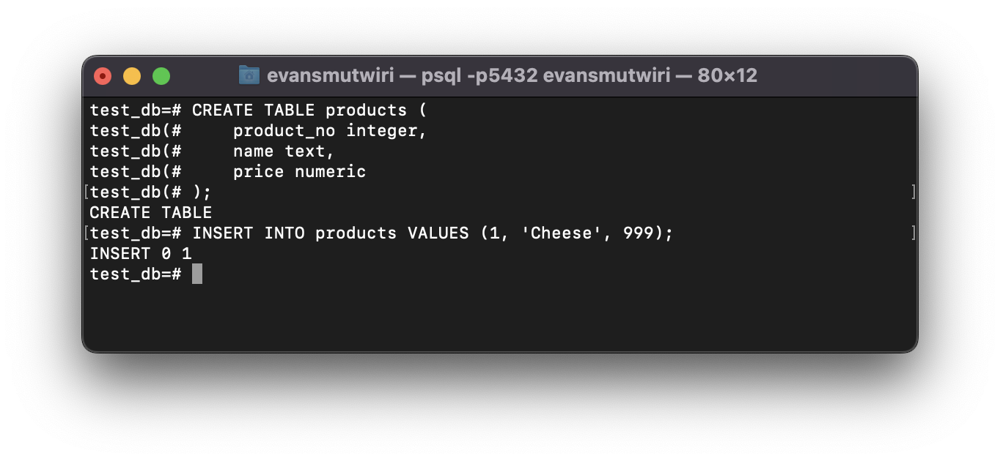 evansmutwiri — psql -p5432 evansmutwiri — 80×12
test_db=# CREATE TABLE products (
test_db(#     product_no integer,
test_db(#     name text,
test_db(#     price numeric
[test_db(# );                                                                    ]
CREATE TABLE
[test_db=# INSERT INTO products VALUES (1, 'Cheese', 999);                       ]
INSERT 0 1
test_db=#